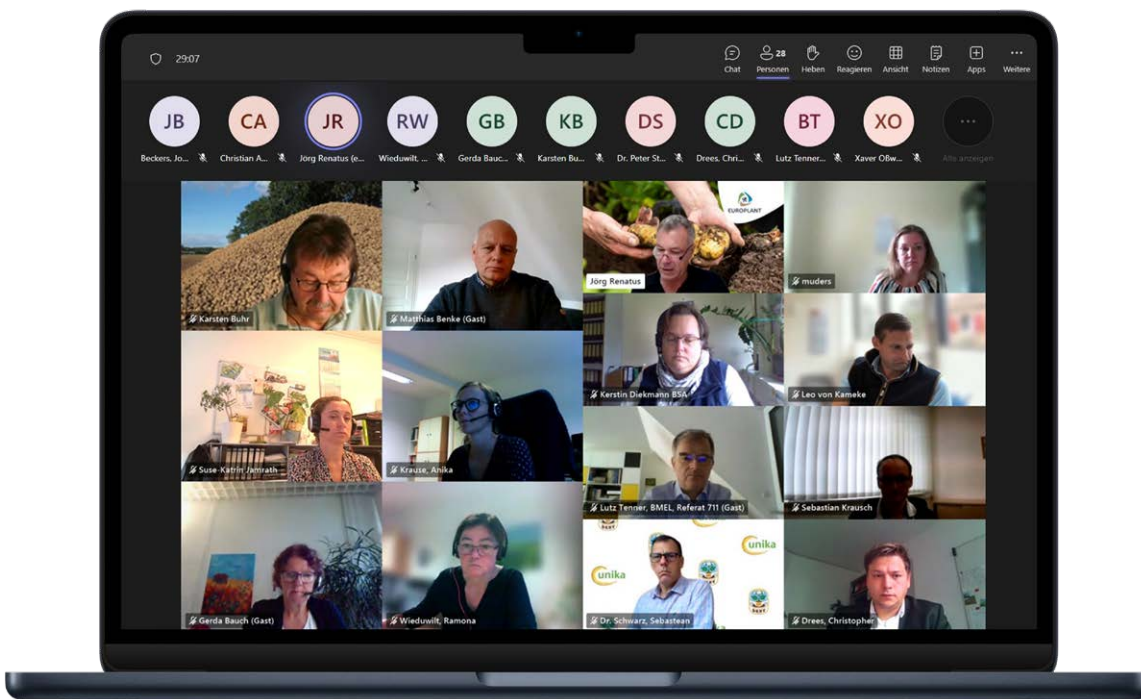 29:07
28
Chat
Personen
Heben
Reagieren
Ansicht
Notizen
Apps
Weitere
JB
CA
JR
RW
GB
KB
DS
CD
BT
XO
Beckers, Jo...
Christian A...
Jörg Renatus (e...
Wieduwilt, ...
Gerda Bauc...
Karsten Bu...
Dr. Peter St...
Drees, Chri...
Lutz Tenner...
Xaver Oßw...
Alle anzeigen
EUROPLANT
Karsten Buhr
Matthias Benke (Gast)
Jörg Renatus
muders
Kerstin Diekmann BSA
Leo von Kameke
Suse-Katrin Jamrath
Krause, Anika
Lutz Tenner, BMEL, Referat 711 (Gast)
Sebastian Krausch
unika
unika
Gerda Bauch (Gast)
Wieduwilt, Ramona
Dr. Schwarz, Sebastean
Drees, Christopher